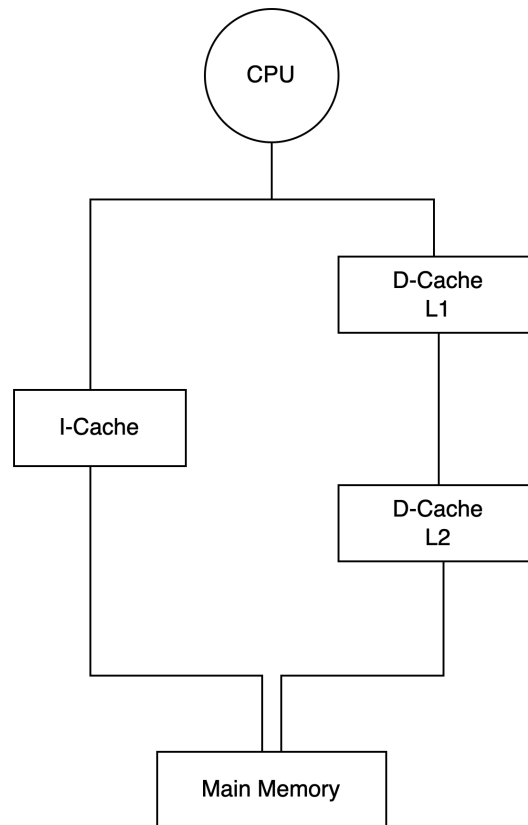 CPU
D-Cache
L1
I-Cache
D-Cache
L2
Main Memory